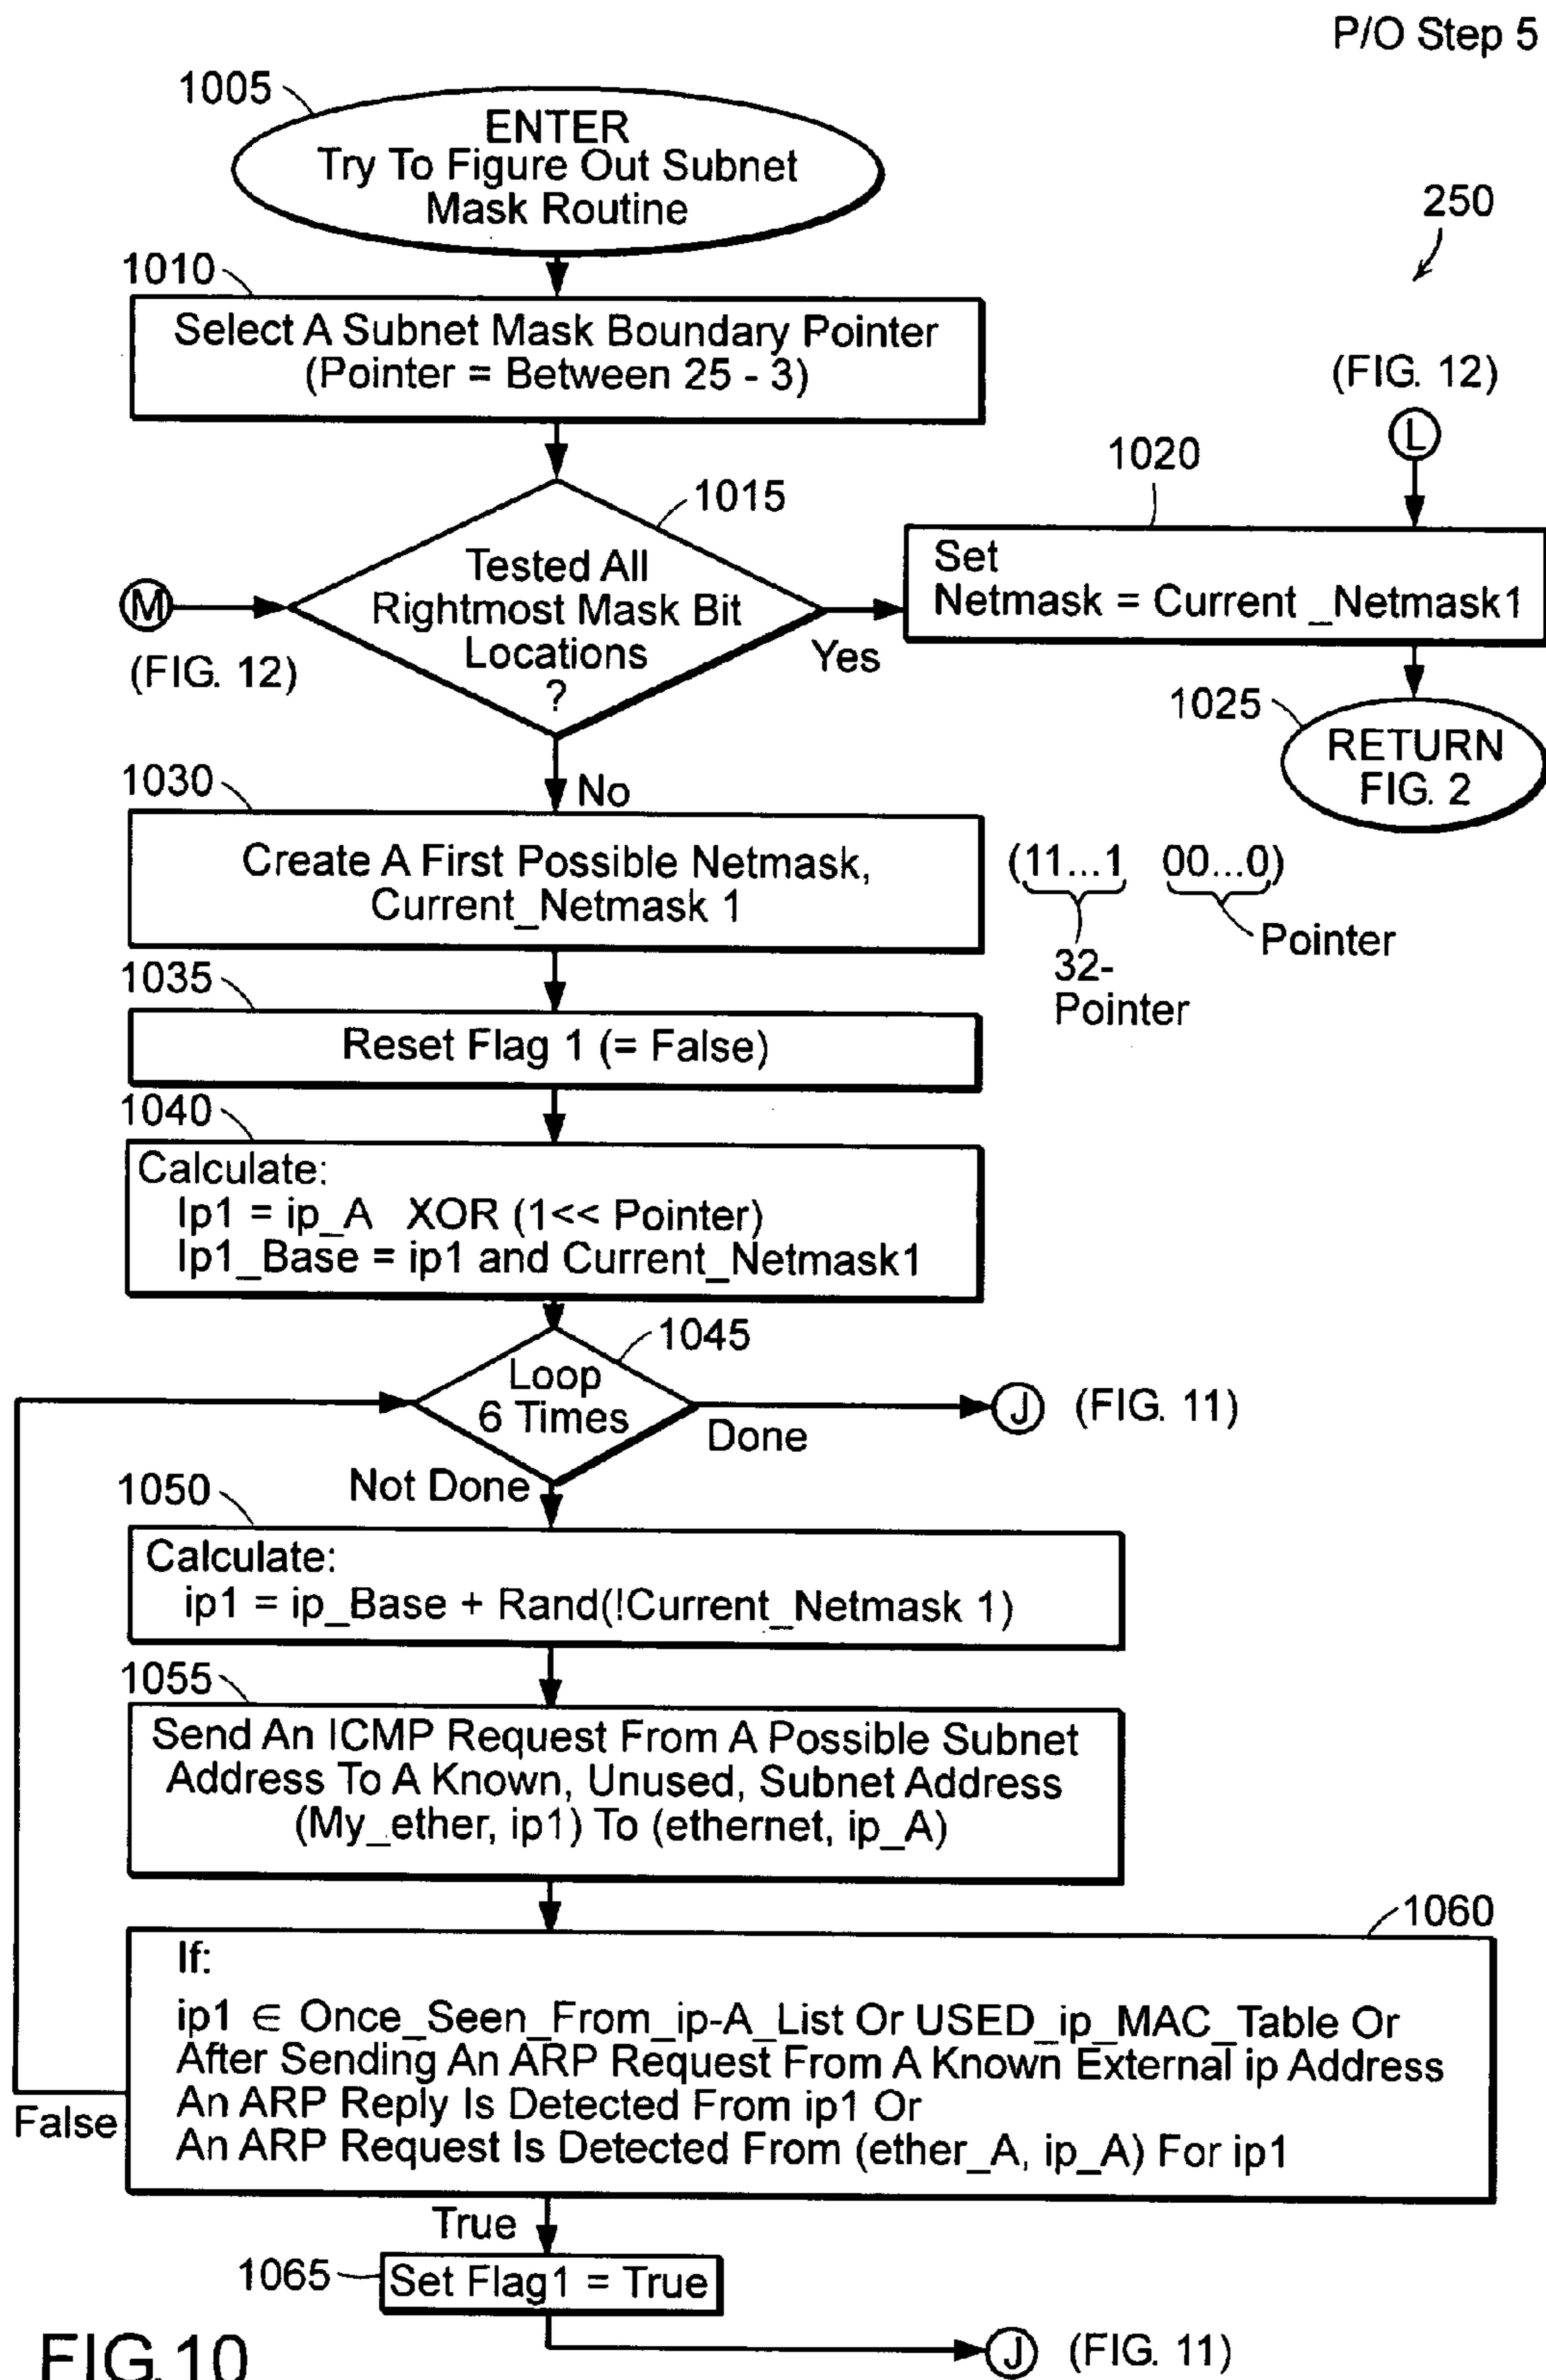 P/O Step 5
1005
ENTER
Try To Figure Out Subnet
Mask Routine
250
1010
Select A Subnet Mask Boundary Pointer
(Pointer = Between 25 - 3)
(FIG. 12)
L
1020
1015
Set
Netmask = Current _Netmask1
Tested All
Rightmost Mask Bit
Locations
?
M
(FIG. 12)
Yes
1025
RETURN
FIG. 2
No
1030
Create A First Possible Netmask,
Current_Netmask 1
(11...1 00...0)
Pointer
32-
Pointer
1035
Reset Flag 1 (= False)
1040
Calculate:
Ip1 = ip_A XOR (1<< Pointer)
Ip1_Base = ip1 and Current_Netmask1
1045
Loop
6 Times
Done
J (FIG. 11)
Not Done
1050
Calculate:
ip1 = ip_Base + Rand(!Current_Netmask 1)
1055
Send An ICMP Request From A Possible Subnet
Address To A Known, Unused, Subnet Address
(My_ether, ip1) To (ethernet, ip_A)
1060
If:
ip1 ∈ Once_Seen_From_ip-A_List Or USED_ip_MAC_Table Or
After Sending An ARP Request From A Known External ip Address
An ARP Reply Is Detected From ip1 Or
An ARP Request Is Detected From (ether_A, ip_A) For ip1
False
True
1065
Set Flag1 = True
J (FIG. 11)
FIG. 10